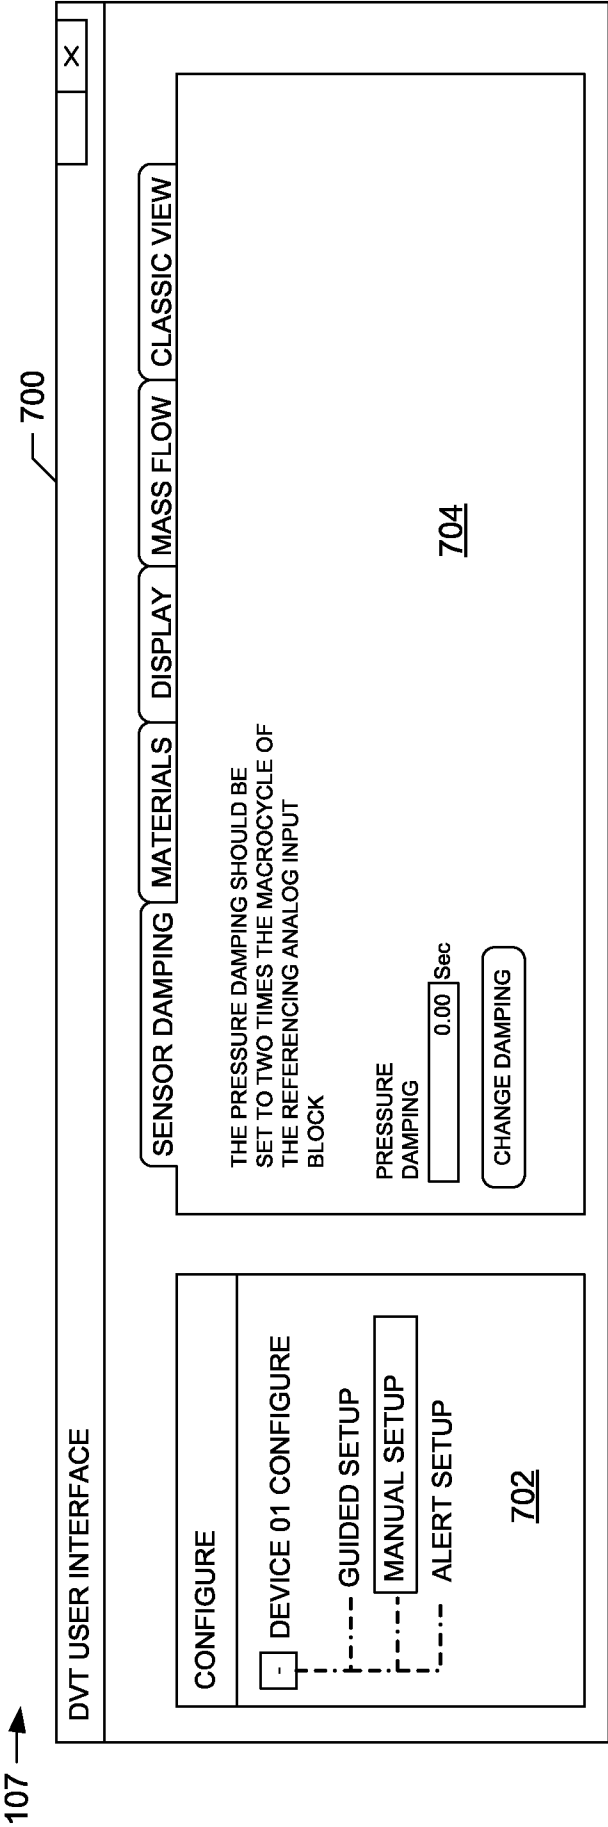 107
700
DVT USER INTERFACE
X
CONFIGURE
- DEVICE 01 CONFIGURE
GUIDED SETUP
MANUAL SETUP
ALERT SETUP
702
SENSOR DAMPING
MATERIALS
DISPLAY
MASS FLOW
CLASSIC VIEW
THE PRESSURE DAMPING SHOULD BE
SET TO TWO TIMES THE MACROCYCLE OF
THE REFERENCING ANALOG INPUT
BLOCK
PRESSURE
DAMPING
0.00 Sec
CHANGE DAMPING
704